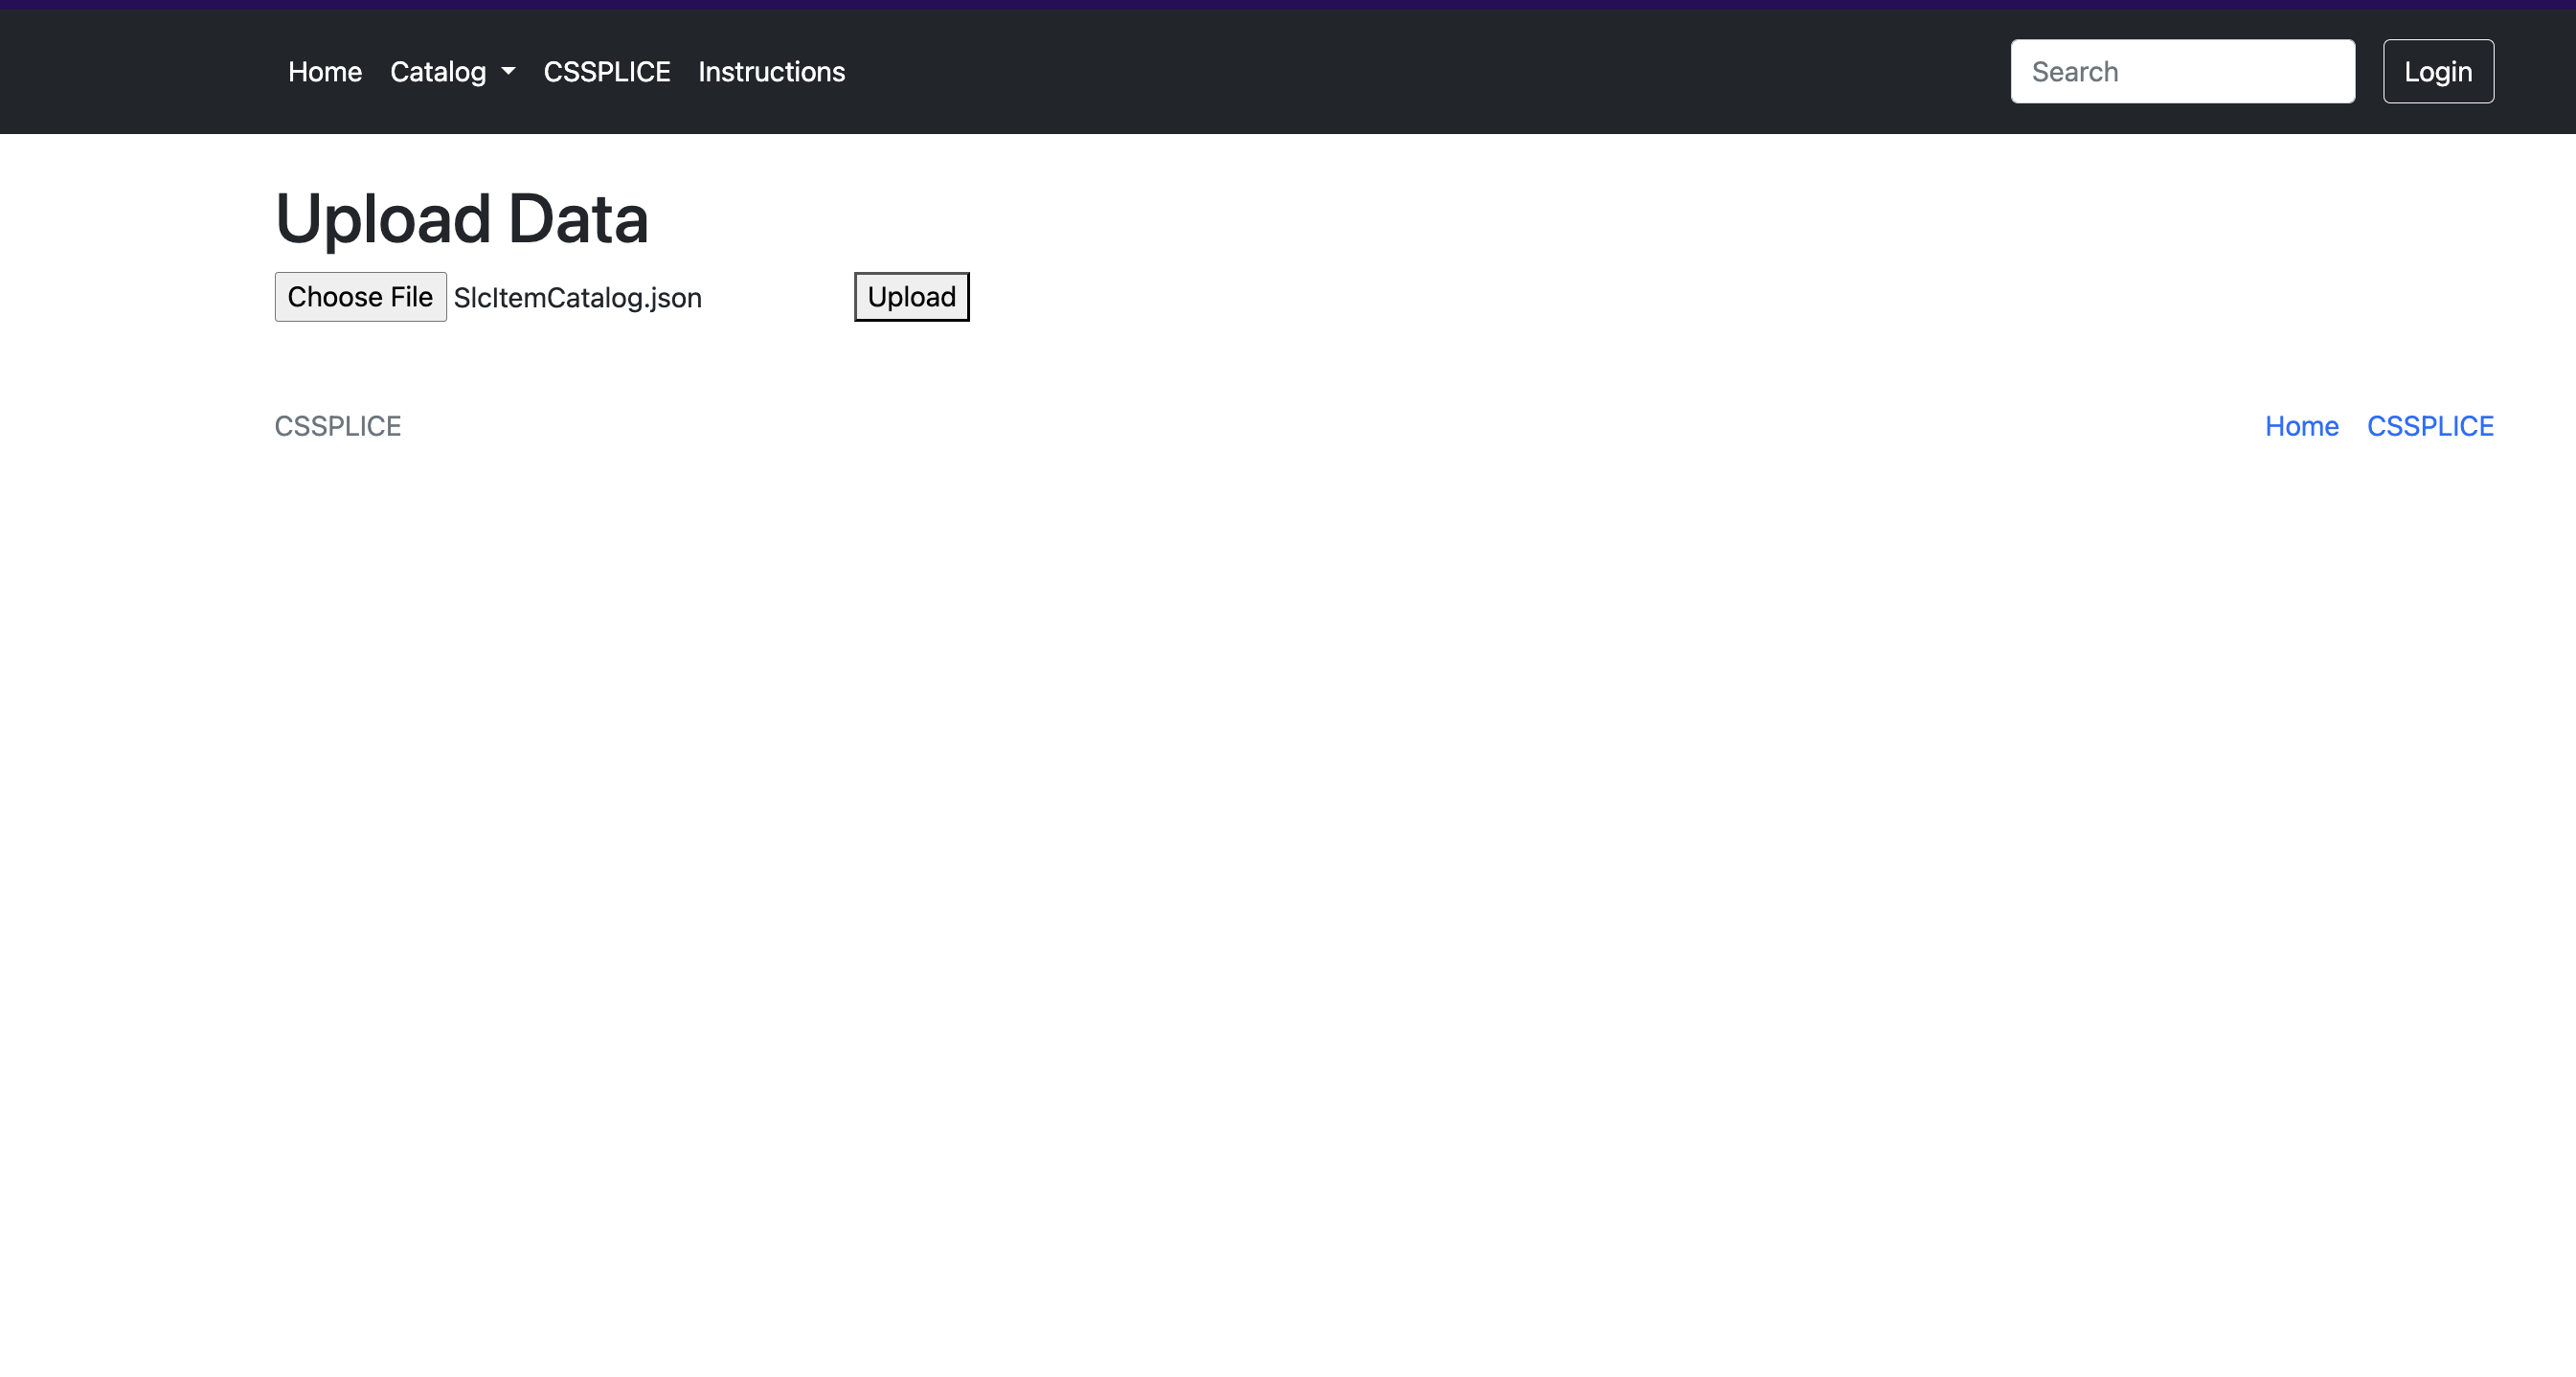 Home Catalog CSSPLICE Instructions Search Login
Upload Data
Choose File SlcItemCatalog.json Upload
CSSPLICE Home CSSPLICE